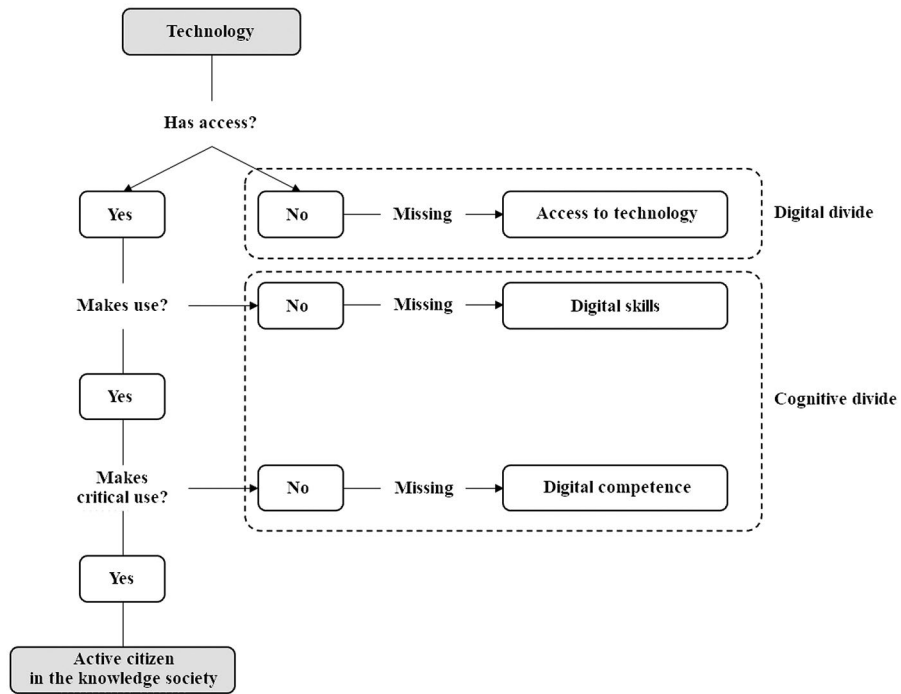 Technology
Has access?
Yes
No
Missing
Access to technology
Digital divide
Makes use?
No
Missing
Digital skills
Yes
Cognitive divide
Makes
critical use?
No
Missing
Digital competence
Yes
Active citizen
in the knowledge society